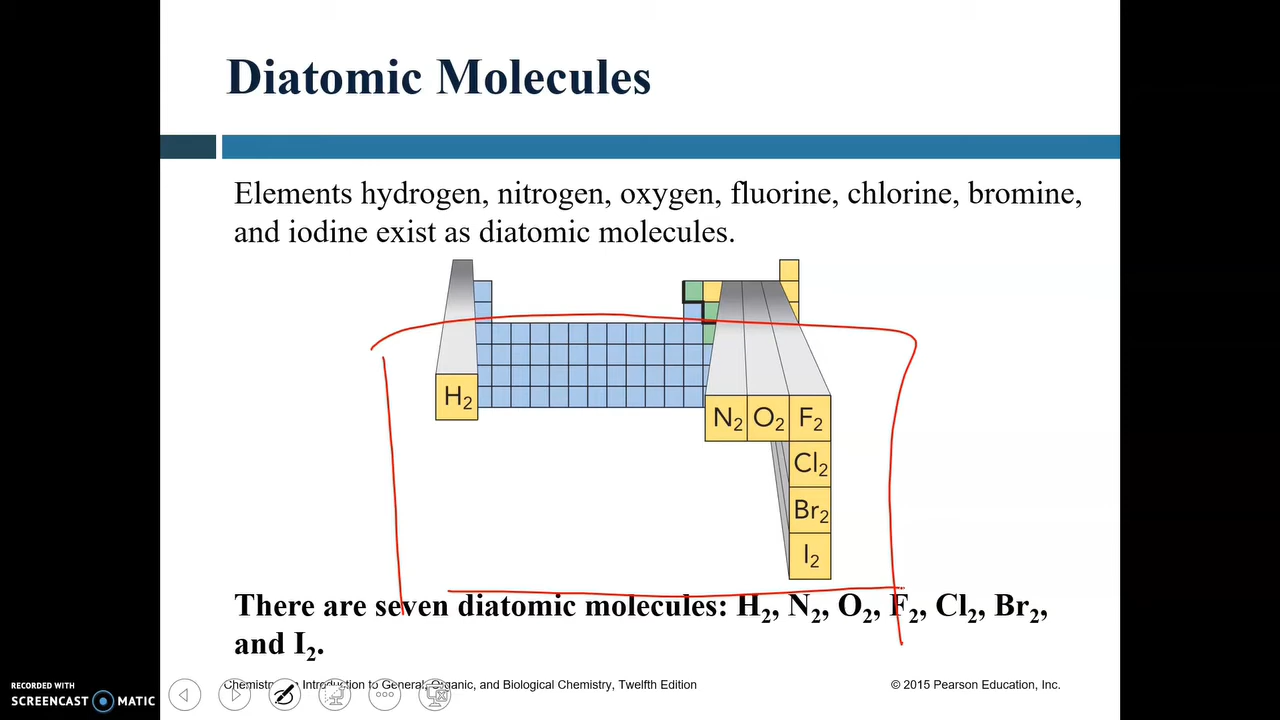 Diatomic Molecules
Elements hydrogen, nitrogen, oxygen, fluorine, chlorine, bromine,
and iodine exist as diatomic molecules.
H₂
N₂ O₂ F₂
Cl₂
Br₂
I₂
There are seven diatomic molecules: H₂, N₂, O₂, F₂, Cl₂, Br₂,
and I₂.
Introduction to General, Organic, and Biological Chemistry, Twelfth Edition
© 2015 Pearson Education, Inc.
RECORDED WITH
SCREENCAST MATIC